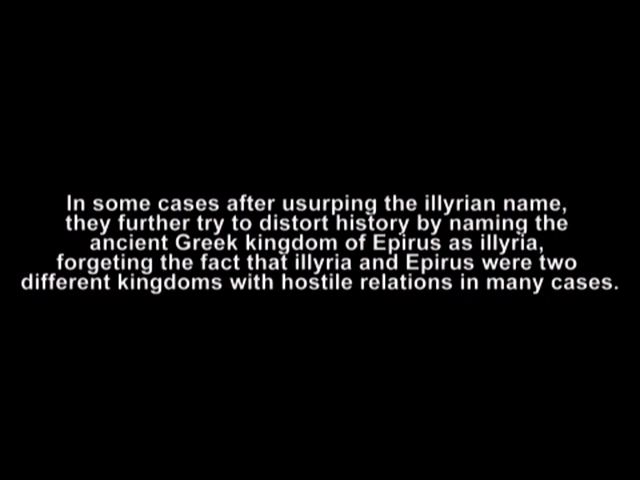 In some cases after usurping the illyrian name,
they further try to distort history by naming the
ancient Greek kingdom of Epirus as illyria,
forgeting the fact that illyria and Epirus were two
different kingdoms with hostile relations in many cases.